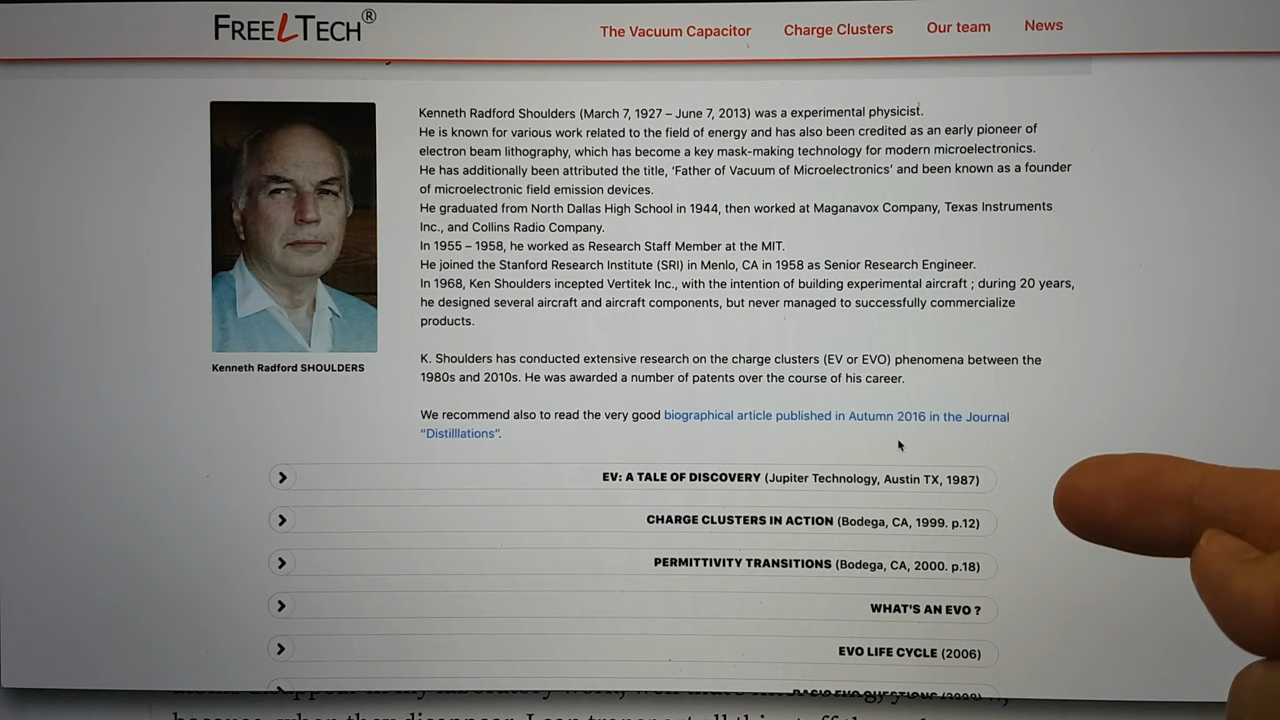 FREELTECH®
The Vacuum Capacitor
Charge Clusters
Our team
News
Kenneth Radford Shoulders (March 7, 1927 – June 7, 2013) was a experimental physicist.
He is known for various work related to the field of energy and has also been credited as an early pioneer of
electron beam lithography, which has become a key mask-making technology for modern microelectronics.
He has additionally been attributed the title, ‘Father of Vacuum of Microelectronics’ and been known as a founder
of microelectronic field emission devices.
He graduated from North Dallas High School in 1944, then worked at Maganavox Company, Texas Instruments
Inc., and Collins Radio Company.
In 1955 – 1958, he worked as Research Staff Member at the MIT.
He joined the Stanford Research Institute (SRI) in Menlo, CA in 1958 as Senior Research Engineer.
In 1968, Ken Shoulders incepted Vertitek Inc., with the intention of building experimental aircraft ; during 20 years,
he designed several aircraft and aircraft components, but never managed to successfully commercialize
products.
Kenneth Radford SHOULDERS
K. Shoulders has conducted extensive research on the charge clusters (EV or EVO) phenomena between the
1980s and 2010s. He was awarded a number of patents over the course of his career.
We recommend also to read the very good biographical article published in Autumn 2016 in the Journal
“Distilllations”.
EV: A TALE OF DISCOVERY (Jupiter Technology, Austin TX, 1987)
CHARGE CLUSTERS IN ACTION (Bodega, CA, 1999. p.12)
PERMITTIVITY TRANSITIONS (Bodega, CA, 2000. p.18)
WHAT'S AN EVO ?
EVO LIFE CYCLE (2006)